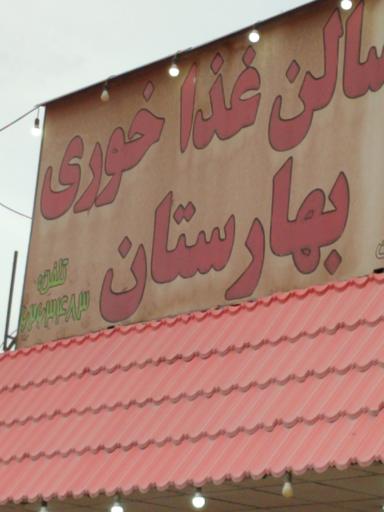 سالن غذا خوری
بهارستان
تلفن: